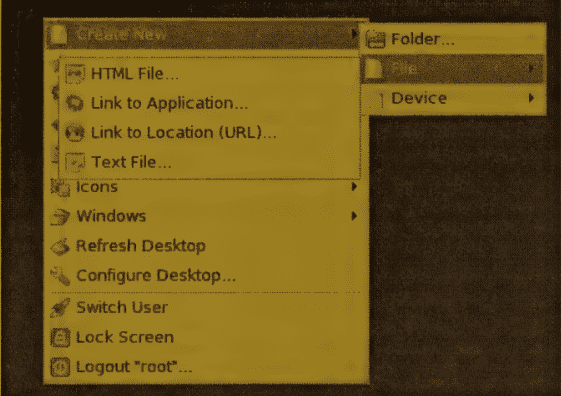 Create New
Folder...
File
Device
HTML File...
Link to Application...
Link to Location (URL)...
Text File...
Icons
Windows
Refresh Desktop
Configure Desktop...
Switch User
Lock Screen
Logout "root"...